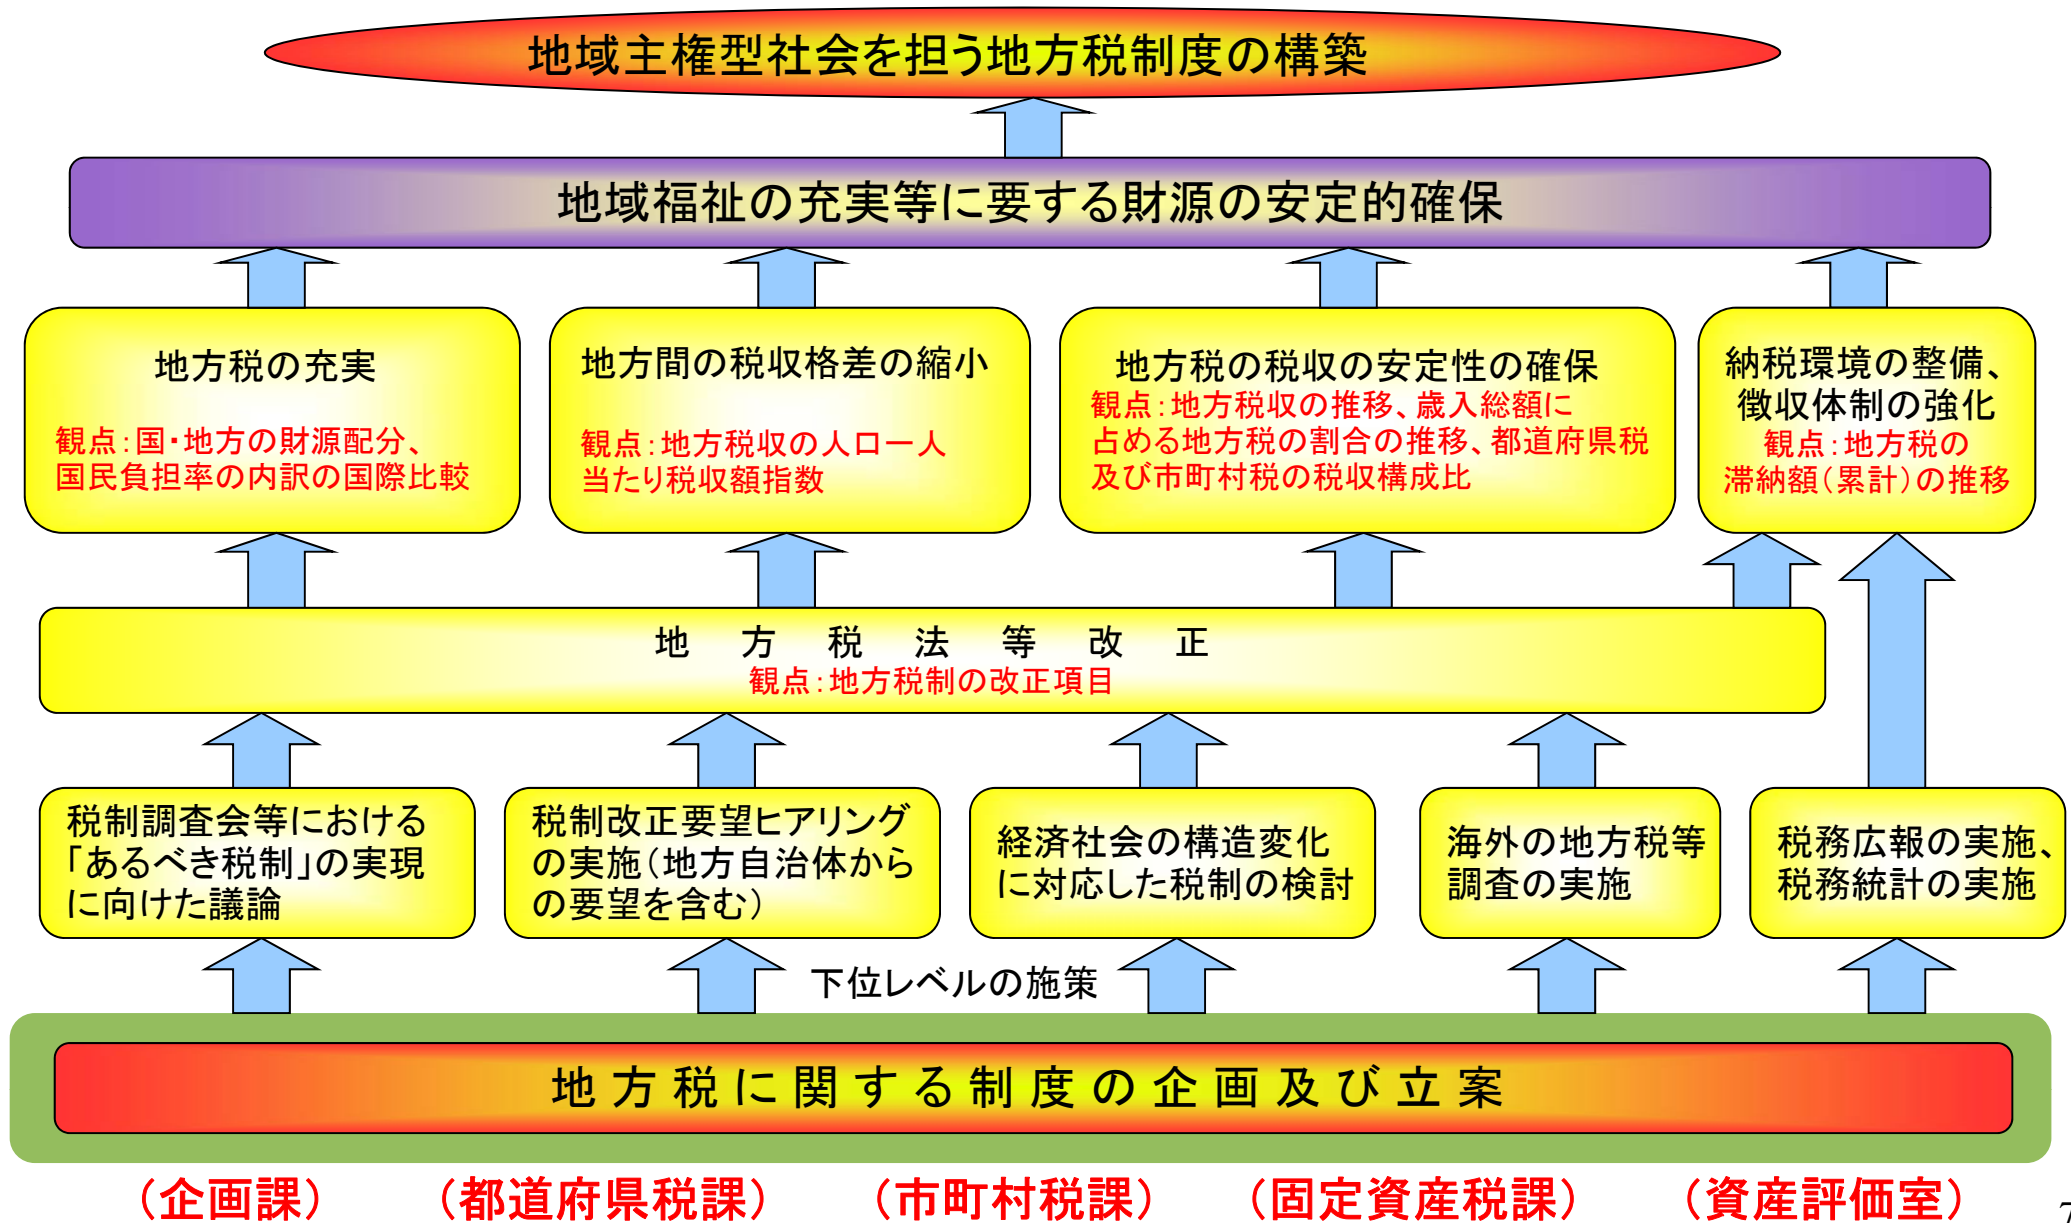 地域主権型社会を担う地方税制度の構築
地域福祉の充実等に要する財源の安定的確保
地方税の充実
観点：国・地方の財源配分、
国民負担率の内訳の国際比較
地方間の税収格差の縮小
観点：地方税収の人口一人
当たり税収額指数
地方税の税収の安定性の確保
観点：地方税収の推移、歳入総額に
占める地方税の割合の推移、都道府県税
及び市町村税の税収構成比
納税環境の整備、
徴収体制の強化
観点：地方税の
滞納額（累計）の推移
地方税法等改正
観点：地方税制の改正項目
税制調査会等における
「あるべき税制」の実現
に向けた議論
税制改正要望ヒアリング
の実施（地方自治体から
の要望を含む）
経済社会の構造変化
に対応した税制の検討
海外の地方税等
調査の実施
税務広報の実施、
税務統計の実施
下位レベルの施策
地方税に関する制度の企画及び立案
（企画課）　（都道府県税課）　（市町村税課）　（固定資産税課）　（資産評価室）